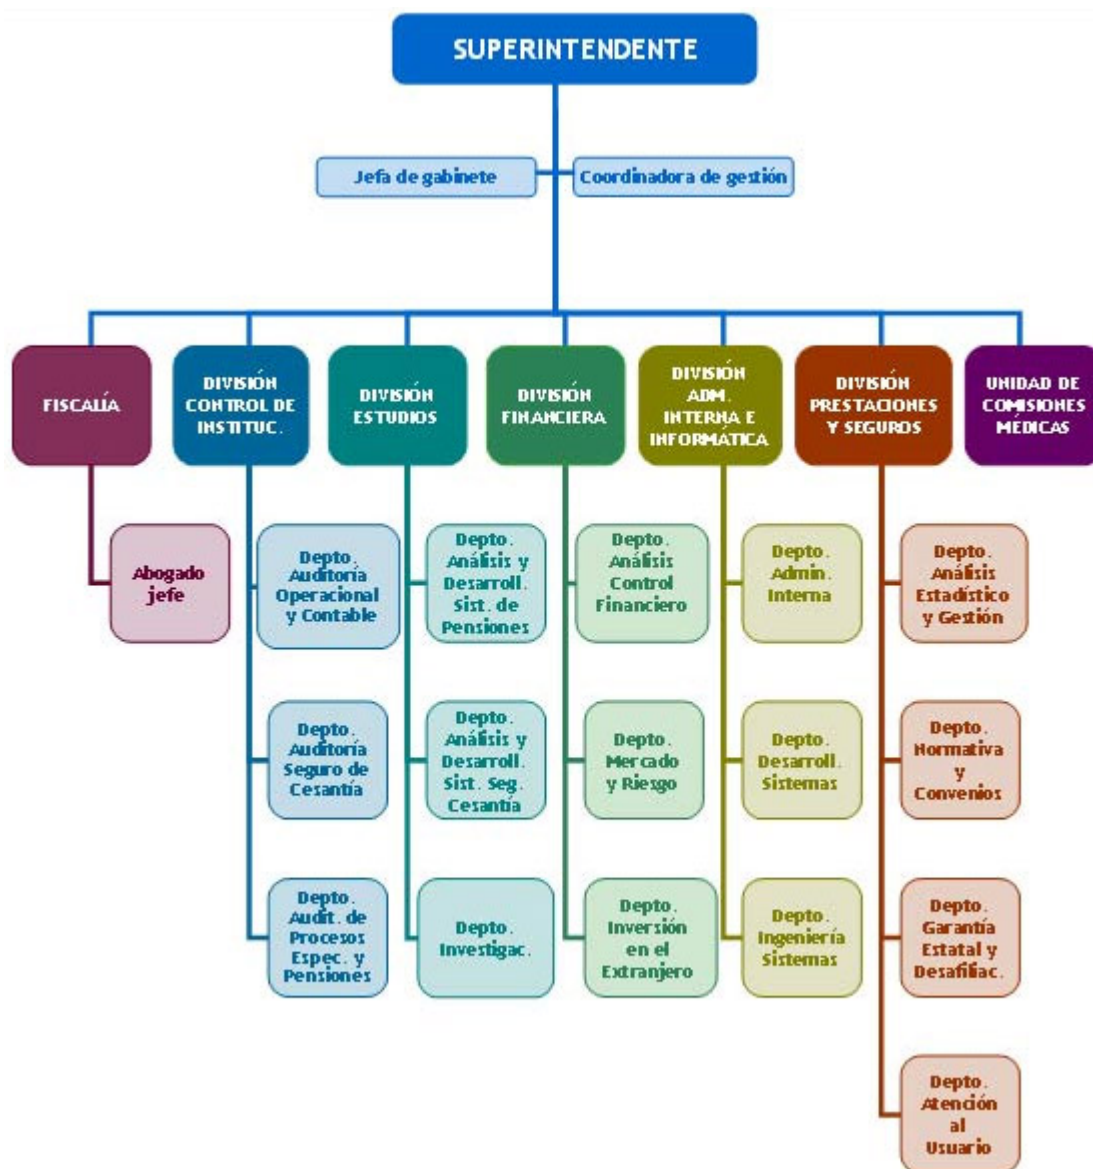 SUPERINTENDENTE
Jefa de gabinete
Coordinadora de gestión
FISCALÍA
DIVISIÓN
CONTROL DE
INSTITUC.
DIVISIÓN
ESTUDIOS
DIVISIÓN
FINANCIERA
DIVISIÓN
ADM.
INTERNA E
INFORMÁTICA
DIVISIÓN
PRESTACIONES
Y SEGUROS
UNIDAD DE
COMISIONES
MÉDICAS
Abogado
jefe
Depto.
Auditoría
Operacional
y Contable
Depto.
Análisis y
Desarroll.
Sist. de
Pensiones
Depto.
Análisis
Control
Financiero
Depto.
Admin.
Interna
Depto.
Análisis
Estadístico
y Gestión
Depto.
Auditoría
Seguro de
Cesantía
Depto.
Análisis y
Desarroll.
Sist. Seg.
Cesantía
Depto.
Mercado
y Riesgo
Depto.
Desarroll.
Sistemas
Depto.
Normativa
y
Convenios
Depto.
Audit. de
Procesos
Espec. y
Pensiones
Depto.
Investigac.
Depto.
Inversión
en el
Extranjero
Depto.
Ingeniería
Sistemas
Depto.
Garantía
Estatal y
Desafiliac.
Depto.
Atención
al
Usuario